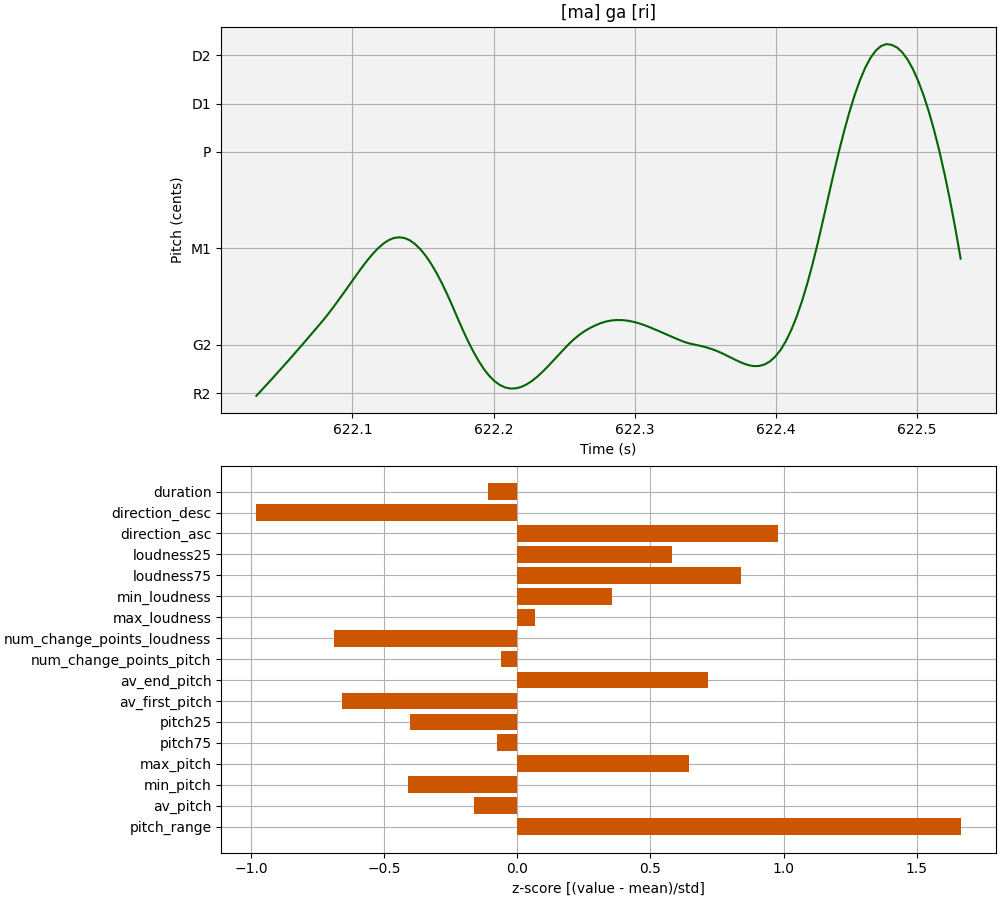 [ma] ga [ri]
D2
D1
P
M1
G2
R2
Pitch (cents)
622.1 622.2 622.3 622.4 622.5
Time (s)
duration
direction_desc
direction_asc
loudness25
loudness75
min_loudness
max_loudness
num_change_points_loudness
num_change_points_pitch
av_end_pitch
av_first_pitch
pitch25
pitch75
max_pitch
min_pitch
av_pitch
pitch_range
−1.0 −0.5 0.0 0.5 1.0 1.5
z-score [(value - mean)/std]